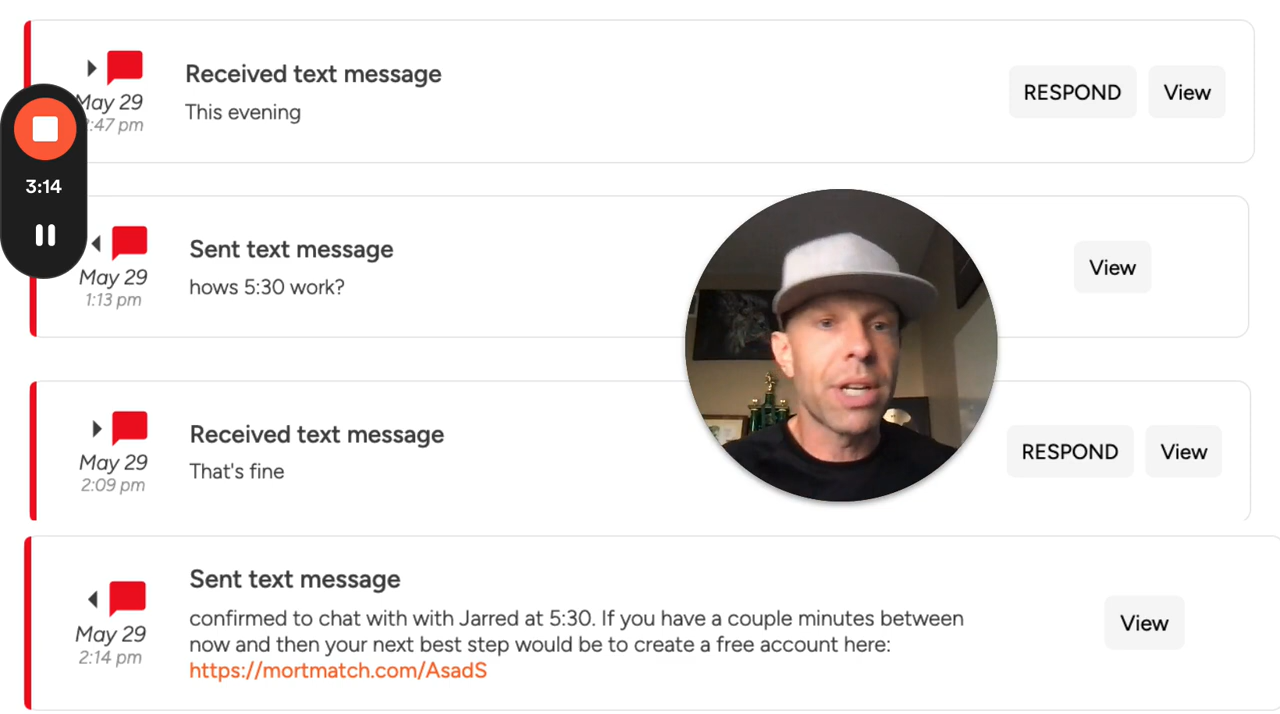 Received text message
This evening
May 29
:47 pm
RESPOND
View
3:14
Sent text message
hows 5:30 work?
May 29
1:13 pm
View
Received text message
That's fine
May 29
2:09 pm
RESPOND
View
Sent text message
confirmed to chat with with Jarred at 5:30. If you have a couple minutes between
now and then your next best step would be to create a free account here:
https://mortmatch.com/AsadS
May 29
2:14 pm
View